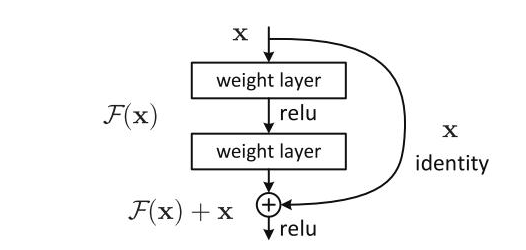 x
weight layer
relu
F(x)
weight layer
x
identity
F(x) + x
relu